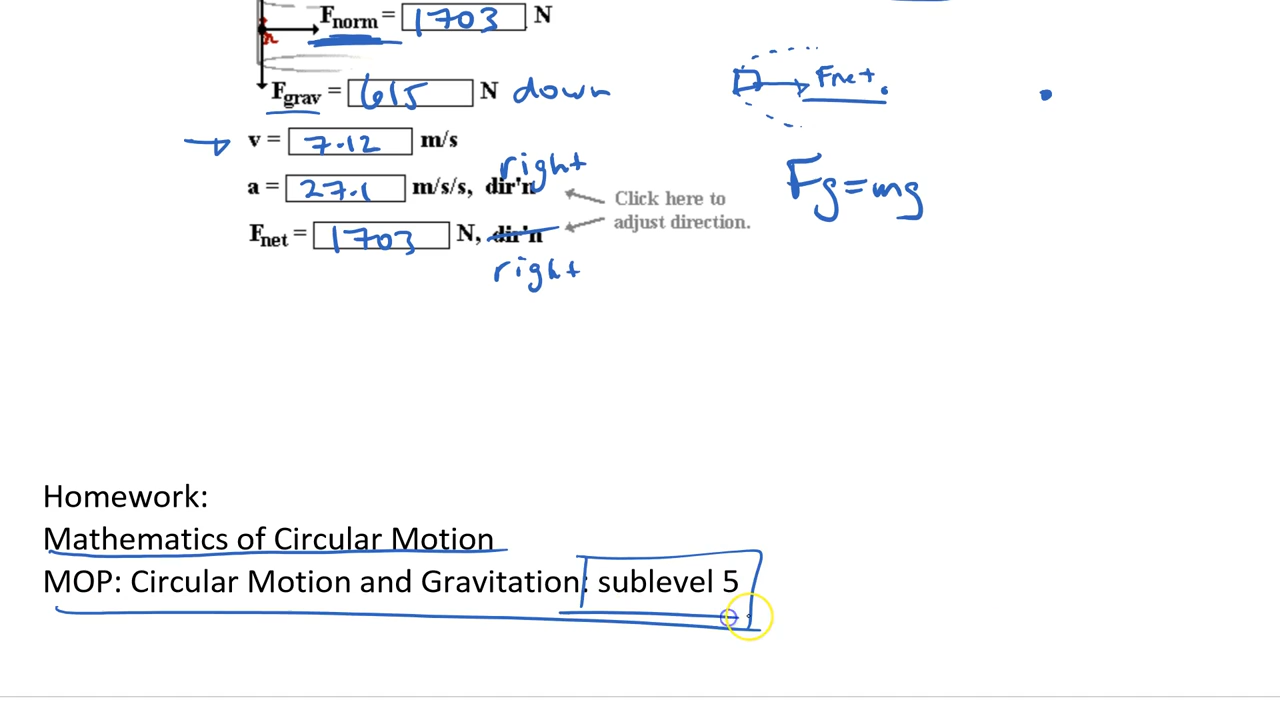 Fnorm = 1703 N
Fnet
Fgrav = 615 N down
v = 7.12 m/s
right
a = 27.1 m/s/s, dir'n
Fg=mg
Click here to
adjust direction.
Fnet = 1703 N, dir'n
right
Homework:
Mathematics of Circular Motion
MOP: Circular Motion and Gravitation: sublevel 5